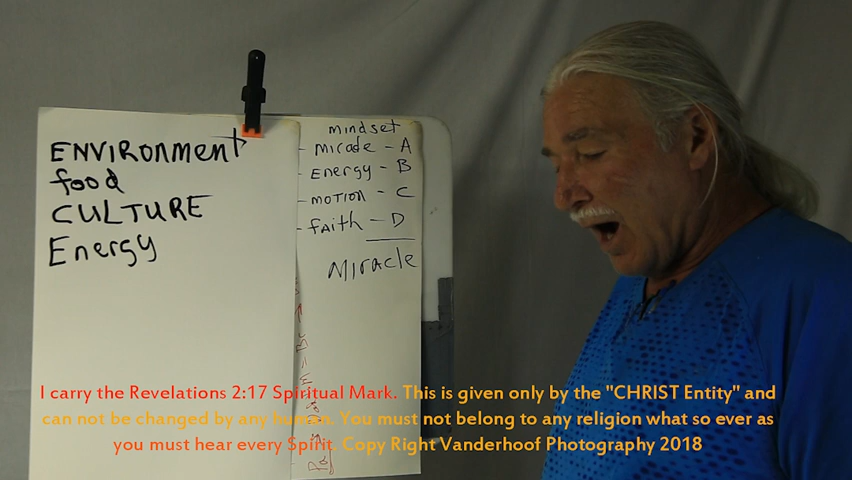 ENVIRONMENT
food
CULTURE
Energy
mindset
- miracle - A
- Energy - B
- MOTION - C
- fAith - D
Miracle
I carry the Revelations 2:17 Spiritual Mark. This is given only by the "CHRIST Entity" and
can not be changed by any human. You must not belong to any religion what so ever as
you must hear every Spirit. Copy Right Vanderhoof Photography 2018